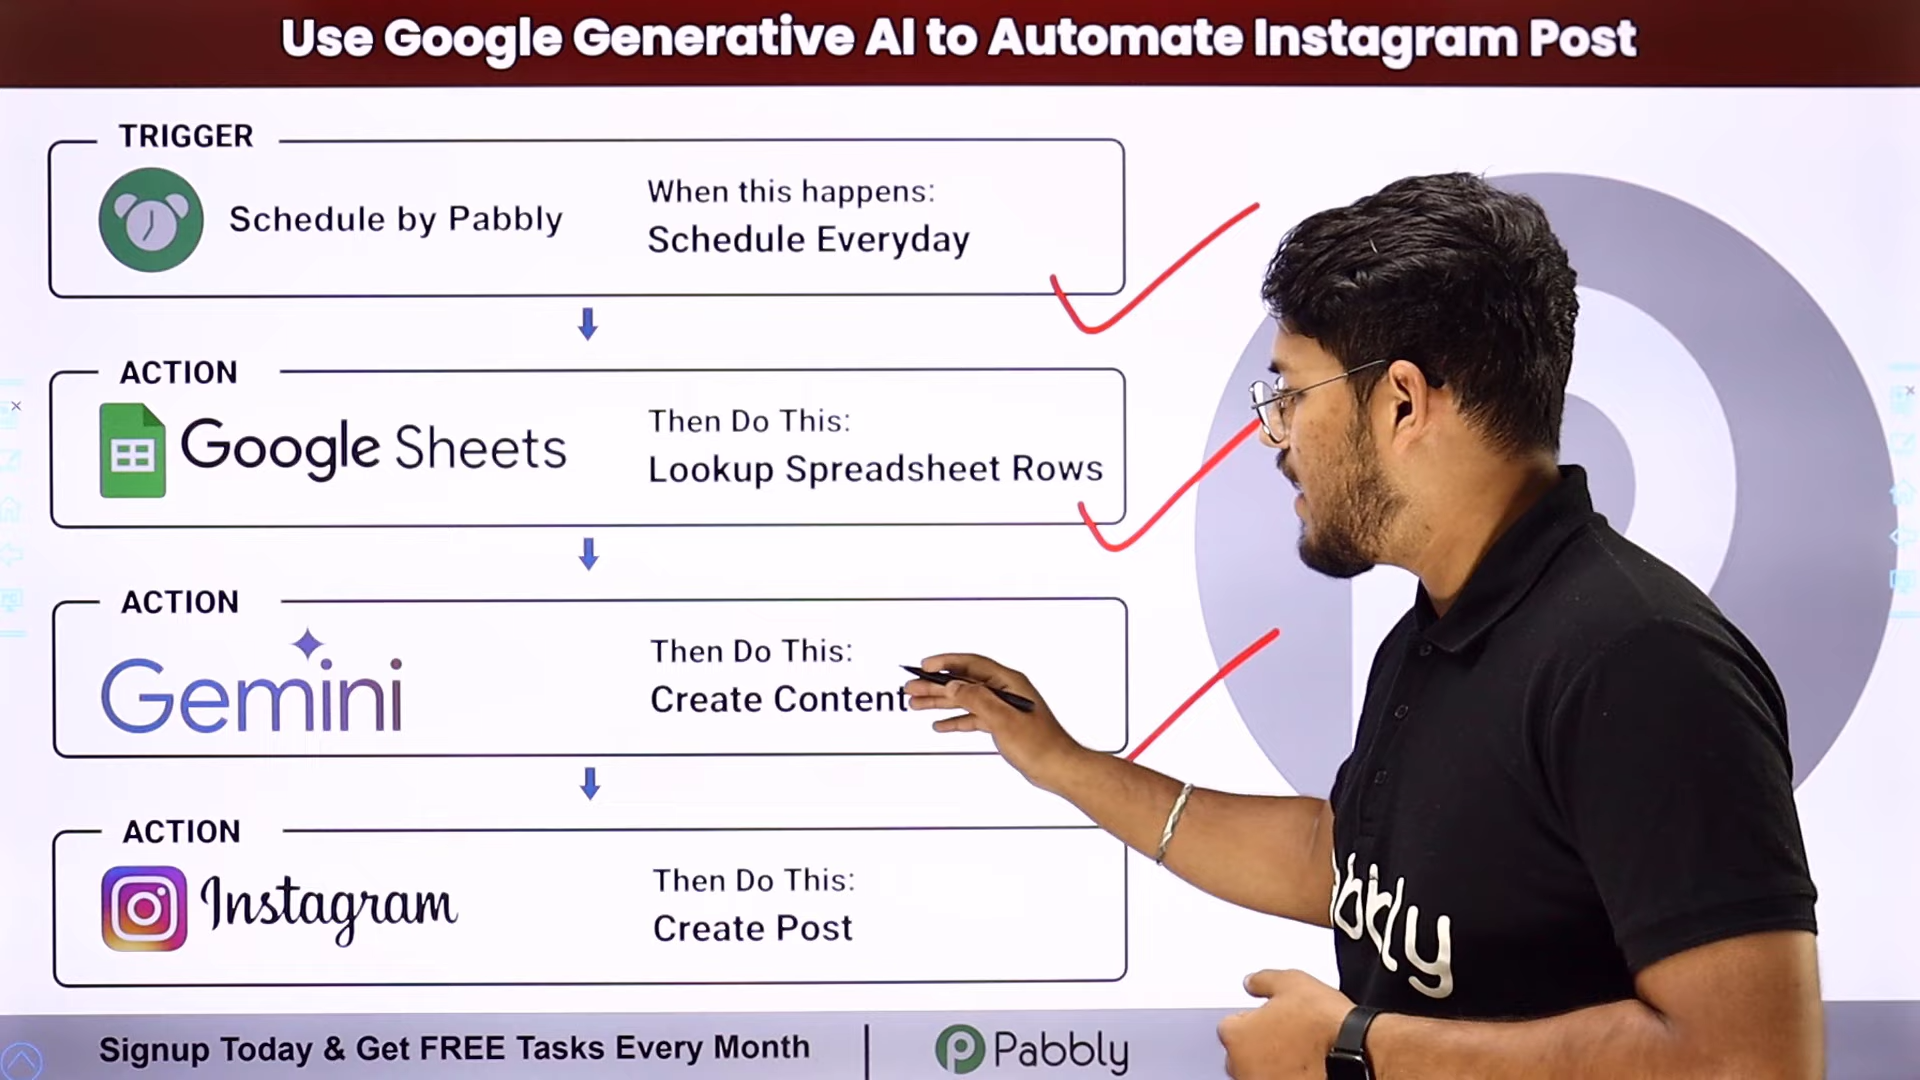 Use Google Generative AI to Automate Instagram Post
TRIGGER
Schedule by Pabbly
When this happens:
Schedule Everyday
ACTION
Google Sheets
Then Do This:
Lookup Spreadsheet Rows
ACTION
Gemini
Then Do This:
Create Content
ACTION
Instagram
Then Do This:
Create Post
Signup Today & Get FREE Tasks Every Month
Pabbly